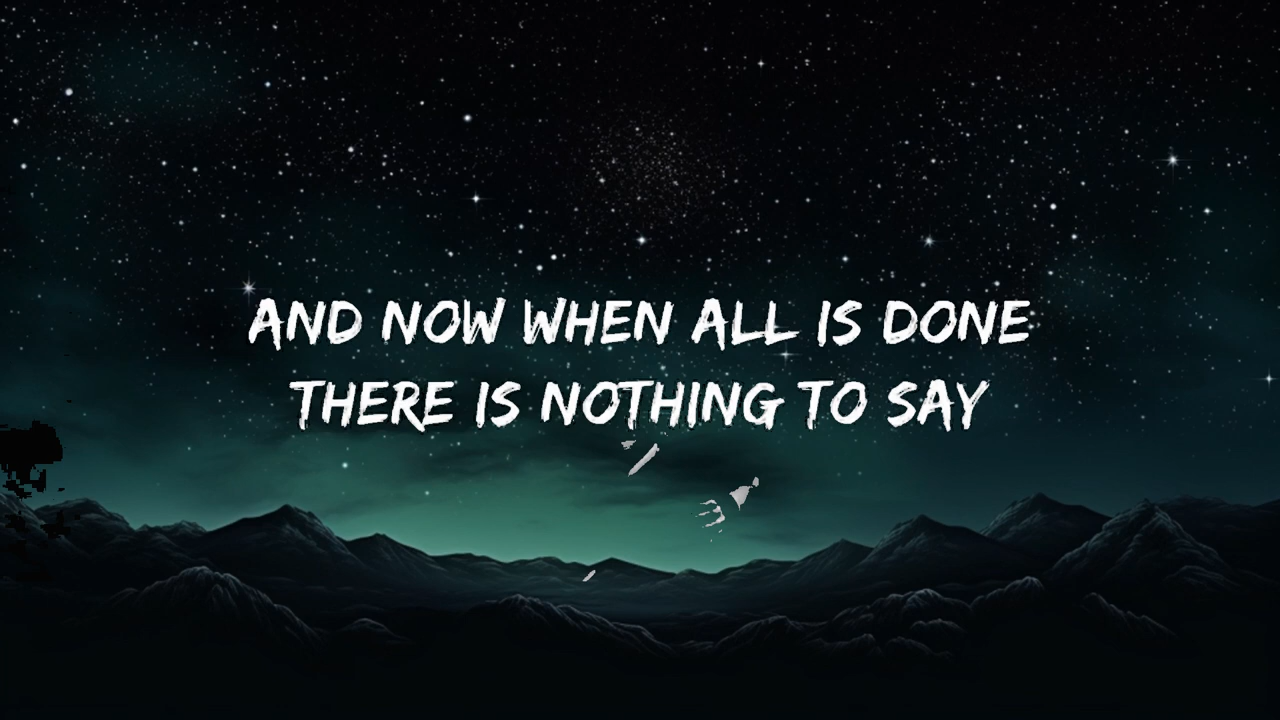 AND NOW WHEN ALL IS DONE
THERE IS NOTHING TO SAY